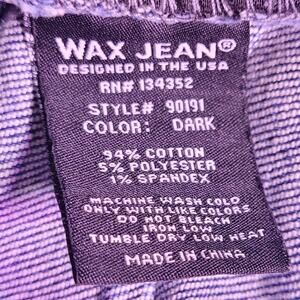 WAX JEAN®
DESIGNED IN THE USA
RN# 134352
STYLE# 90191
COLOR: DARK
94% COTTON
5% POLYESTER
1% SPANDEX
MACHINE WASH COLD
ONLY WITH LIKE COLORS
DO NOT BLEACH
IRON LOW
TUMBLE DRY LOW HEAT
MADE IN CHINA